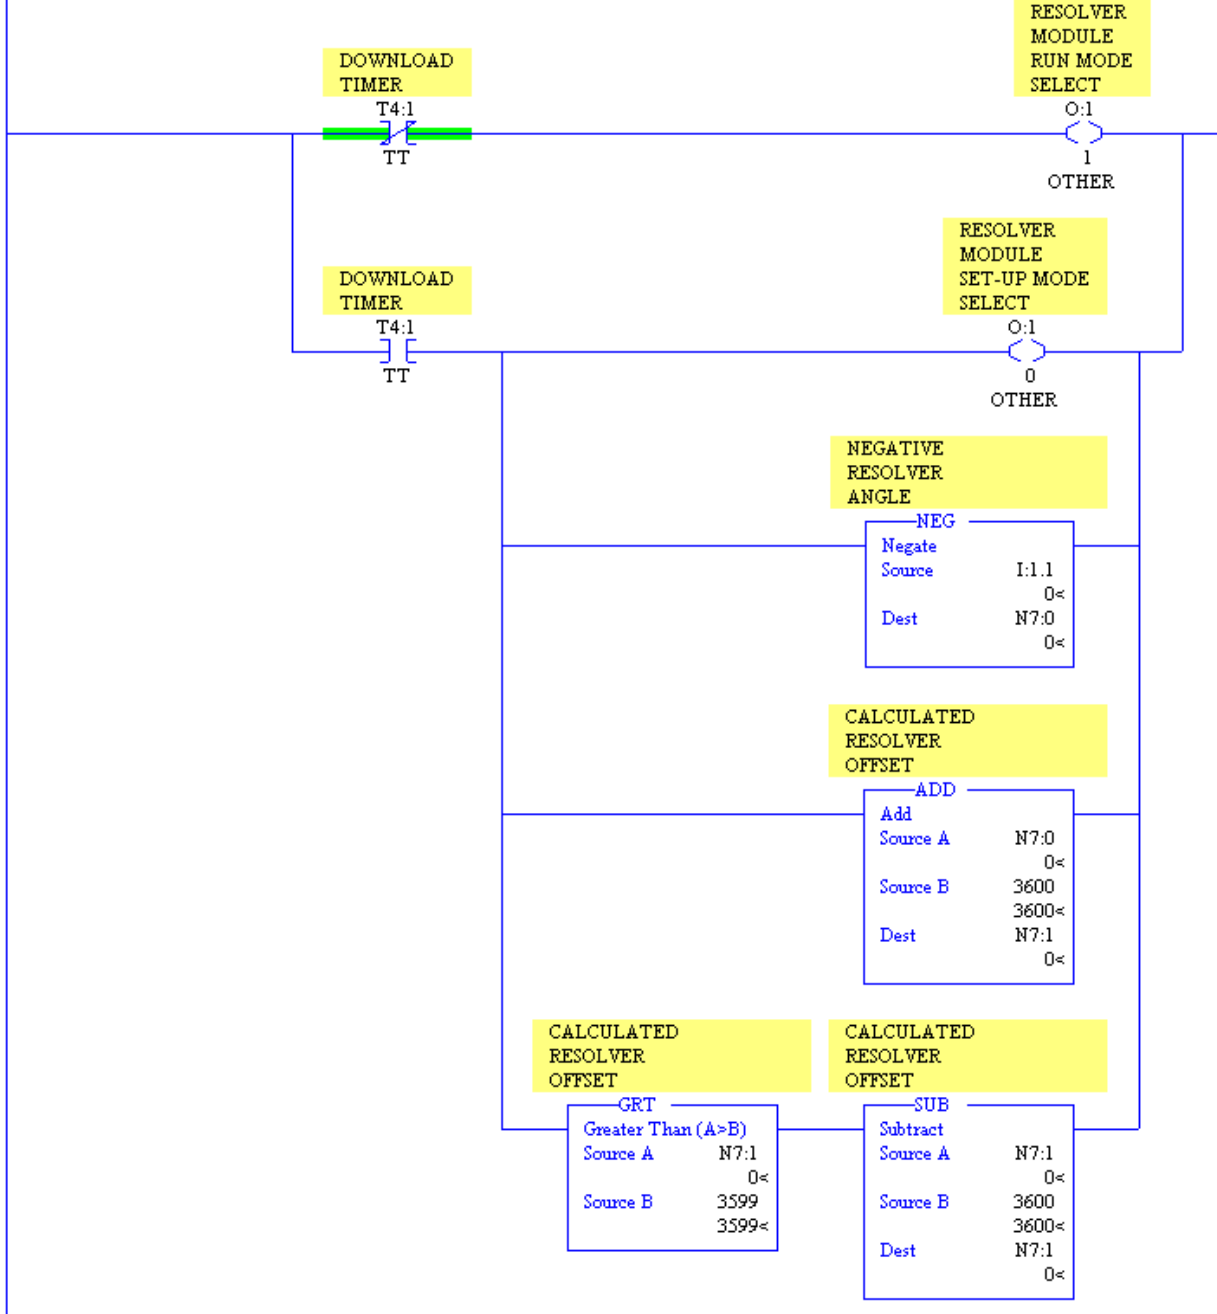 RESOLVER
MODULE
RUN MODE
SELECT
DOWNLOAD
TIMER
T4:1
TT
O:1
1
OTHER
RESOLVER
MODULE
SET-UP MODE
SELECT
DOWNLOAD
TIMER
T4:1
TT
O:1
0
OTHER
NEGATIVE
RESOLVER
ANGLE
NEG
Negate
Source I:1.1
0<
Dest N7:0
0<
CALCULATED
RESOLVER
OFFSET
ADD
Add
Source A N7:0
0<
Source B 3600
3600<
Dest N7:1
0<
CALCULATED
RESOLVER
OFFSET
GRT
Greater Than (A>B)
Source A N7:1
0<
Source B 3599
3599<
CALCULATED
RESOLVER
OFFSET
SUB
Subtract
Source A N7:1
0<
Source B 3600
3600<
Dest N7:1
0<